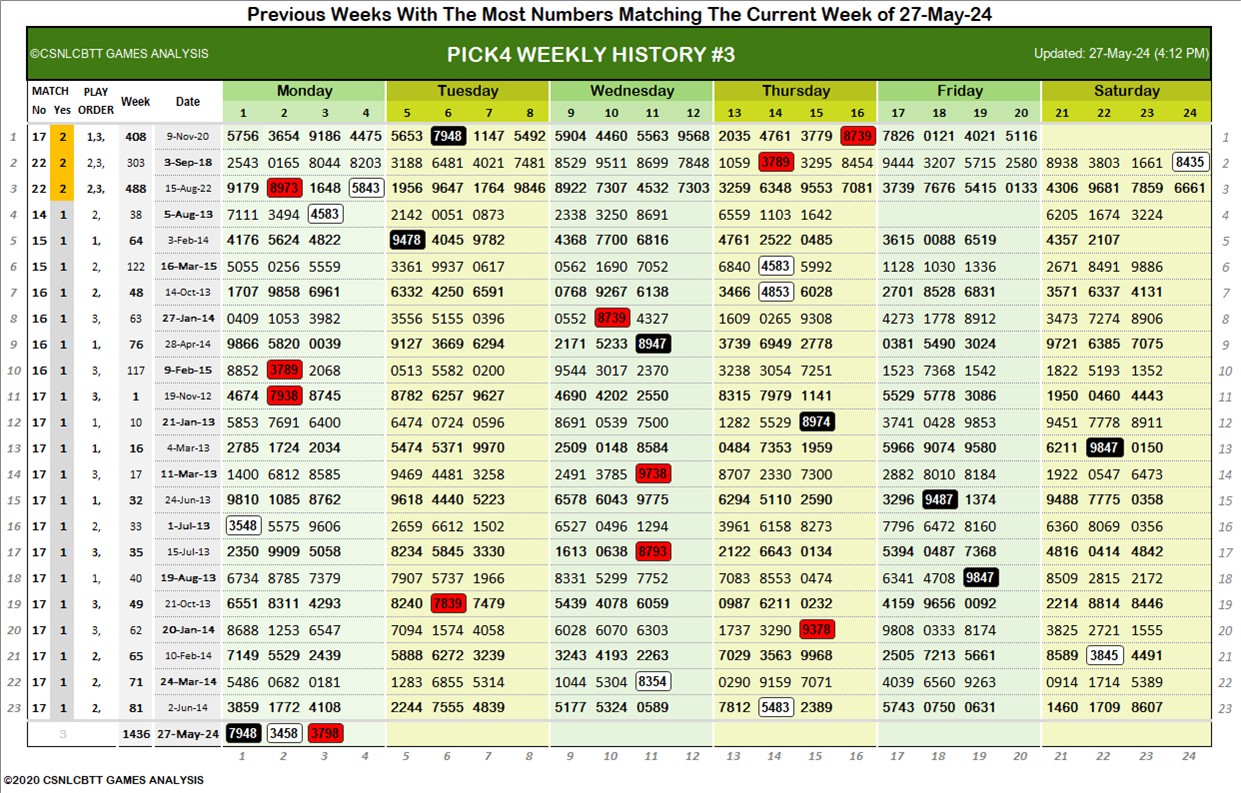 Previous Weeks With The Most Numbers Matching The Current Week of 27-May-24
©CSNLCBTT GAMES ANALYSIS PICK4 WEEKLY HISTORY #3 Updated: 27-May-24 (4:12 PM)
MATCH PLAY Week Date Monday Tuesday Wednesday Thursday Friday Saturday
No Yes ORDER 1 2 3 4 5 6 7 8 9 10 11 12 13 14 15 16 17 18 19 20 21 22 23 24
1 17 2 1,3, 408 9-Nov-20 5756 3654 9186 4475 5653 7948 1147 5492 5904 4460 5563 9568 2035 4761 3779 8739 7826 0121 4021 5116 1
2 22 2 2,3, 303 3-Sep-18 2543 0165 8044 8203 3188 6481 4021 7481 8529 9511 8699 7848 1059 3789 3295 8454 9444 3207 5715 2580 8938 3803 1661 8435 2
3 22 2 2,3, 488 15-Aug-22 9179 8973 1648 5843 1956 9647 1764 9846 8922 7307 4532 7303 3259 6348 9553 7081 3739 7676 5415 0133 4306 9681 7859 6661 3
4 14 1 2, 38 5-Aug-13 7111 3494 4583 2142 0051 0873 2338 3250 8691 6559 1103 1642 6205 1674 3224 4
5 15 1 1, 64 3-Feb-14 4176 5624 4822 9478 4045 9782 4368 7700 6816 4761 2522 0485 3615 0088 6519 4357 2107 5
6 15 1 2, 122 16-Mar-15 5055 0256 5559 3361 9937 0617 0562 1690 7052 6840 4583 5992 1128 1030 1336 2671 8491 9886 6
7 16 1 2, 48 14-Oct-13 1707 9858 6961 6332 4250 6591 0768 9267 6138 3466 4853 6028 2701 8528 6831 3571 6337 4131 7
8 16 1 3, 63 27-Jan-14 0409 1053 3982 3556 5155 0396 0552 8739 4327 1609 0265 9308 4273 1778 8912 3473 7274 8906 8
9 16 1 1, 76 28-Apr-14 9866 5820 0039 9127 3669 6294 2171 5233 8947 3739 6949 2778 0381 5490 3024 9721 6385 7075 9
10 16 1 3, 117 9-Feb-15 8852 3789 2068 0513 5582 0200 9544 3017 2370 3238 3054 7251 1523 7368 1542 1822 5193 1352 10
11 17 1 3, 1 19-Nov-12 4674 7938 8745 8782 6257 9627 4690 4202 2550 8315 7979 1141 5529 5778 3086 1950 0460 4443 11
12 17 1 1, 10 21-Jan-13 5853 7691 6400 6474 0724 0596 8691 0539 7500 1282 5529 8974 3741 0428 9853 9451 7778 8911 12
13 17 1 1, 16 4-Mar-13 2785 1724 2034 5474 5371 9970 2509 0148 8584 0484 7353 1959 5966 9074 9580 6211 9847 0150 13
14 17 1 3, 17 11-Mar-13 1400 6812 8585 9469 4481 3258 2491 3785 9738 8707 2330 7300 2882 8010 8184 1922 0547 6473 14
15 17 1 1, 32 24-Jun-13 9810 1085 8762 9618 4440 5223 6578 6043 9775 6294 5110 2590 3296 9487 1374 9488 7775 0358 15
16 17 1 2, 33 1-Jul-13 3548 5575 9606 2659 6612 1502 6527 0496 1294 3961 6158 8273 7796 6472 8160 6360 8069 0356 16
17 17 1 3, 35 15-Jul-13 2350 9909 5058 8234 5845 3330 1613 0638 8793 2122 6643 0134 5394 0487 7368 4816 0414 4842 17
18 17 1 1, 40 19-Aug-13 6734 8785 7379 7907 5737 1966 8331 5299 7752 7083 8553 0474 6341 4708 9847 8509 2815 2172 18
19 17 1 3, 49 21-Oct-13 6551 8311 4293 8240 7839 7479 5439 4078 6059 0987 6211 0232 4159 9656 0092 2214 8814 8446 19
20 17 1 3, 62 20-Jan-14 8688 1253 6547 7094 1574 4058 6028 6070 6303 1737 3290 9378 9808 0333 8174 3825 2721 1555 20
21 17 1 2, 65 10-Feb-14 7149 5529 2439 5888 6272 3239 3243 4193 2263 7029 3563 9968 2505 7213 5661 8589 3845 4491 21
22 17 1 2, 71 24-Mar-14 5486 0682 0181 1283 6855 5314 1044 5304 8354 0290 9159 7071 4039 6560 9263 0914 1714 5389 22
23 17 1 2, 81 2-Jun-14 3859 1772 4108 2244 7555 4839 5177 5324 0589 7812 5483 2389 5743 0750 0631 1460 1709 8607 23
3 1436 27-May-24 7948 3458 3798
1 2 3 4 5 6 7 8 9 10 11 12 13 14 15 16 17 18 19 20 21 22 23 24
©2020 CSNLCBTT GAMES ANALYSIS